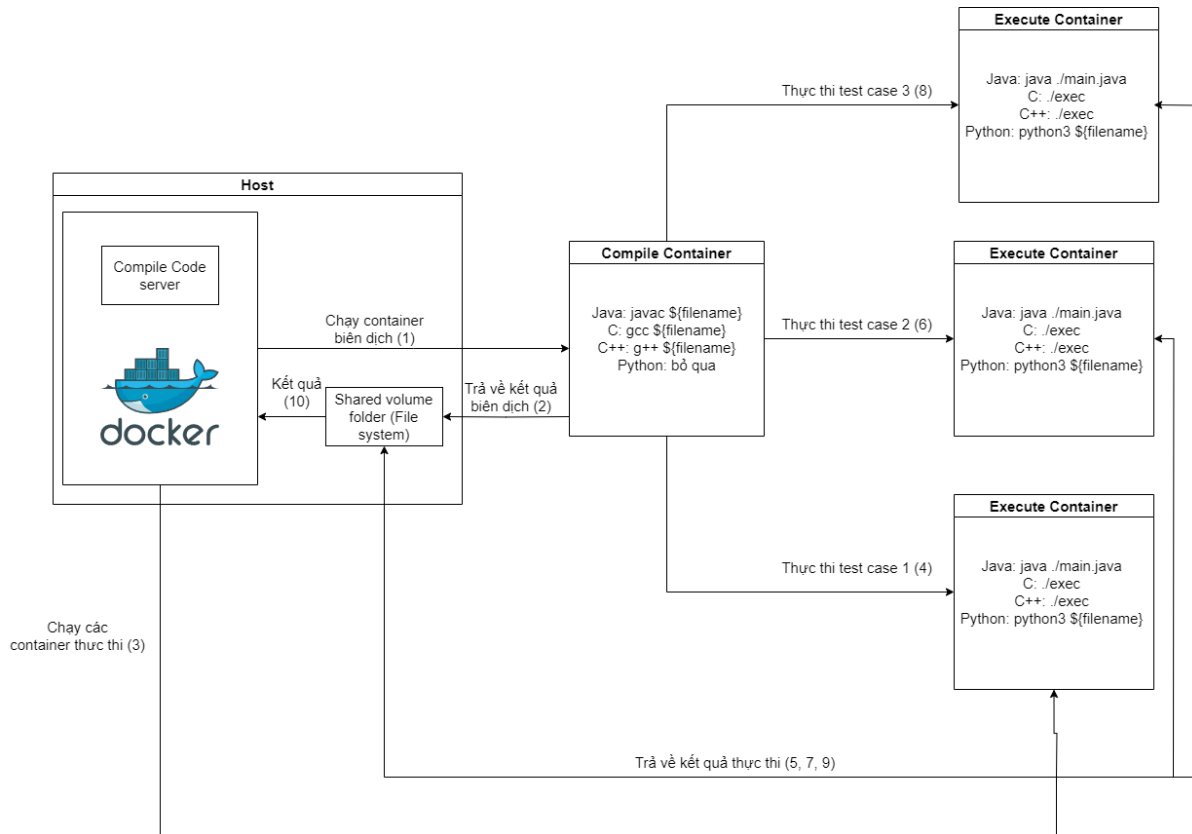 Execute Container
Java: java ./main.java
C: ./exec
C++: ./exec
Python: python3 ${filename}
Thực thi test case 3 (8)
Host
Compile Code
server
docker
Chạy container
biên dịch (1)
Kết quả
(10)
Shared volume
folder (File
system)
Trả về kết quả
biên dịch (2)
Compile Container
Java: javac ${filename}
C: gcc ${filename}
C++: g++ ${filename}
Python: bỏ qua
Thực thi test case 2 (6)
Execute Container
Java: java ./main.java
C: ./exec
C++: ./exec
Python: python3 ${filename}
Thực thi test case 1 (4)
Execute Container
Java: java ./main.java
C: ./exec
C++: ./exec
Python: python3 ${filename}
Chạy các
container thưc thi (3)
Trả về kết quả thực thi (5, 7, 9)